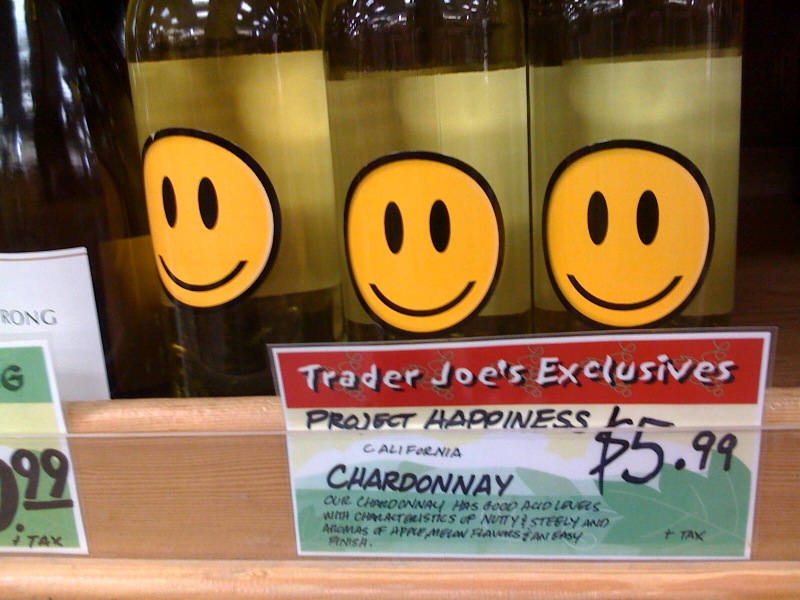 RONG
G
.99
+ TAX
Trader Joe's Exclusives
PROJECT HAPPINESS
$5.99
CALIFORNIA
CHARDONNAY
OUR CHARDONNAY HAS GOOD ACID LEVELS
WITH CHARACTERISTICS OF NUTTY & STEELY AND
AROMAS OF APPLE, MELON FLAVORS & AN EASY
FINISH.
+ TAX